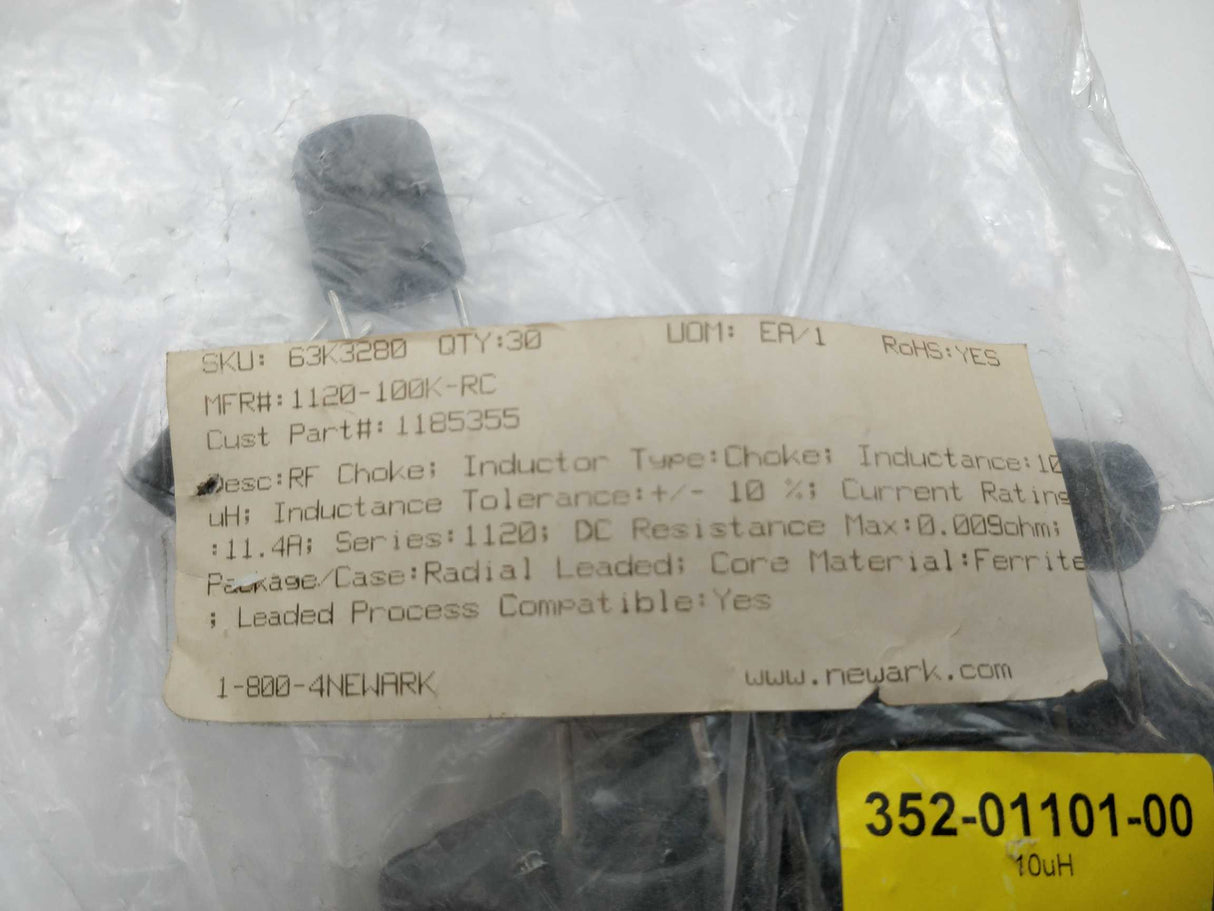 SKU: 63K3280 QTY:30 UOM: EA/1 RoHS:YES
MFR#:1120-100K-RC
Cust Part#:1185355
Desc:RF Choke; Inductor Type:Choke; Inductance:10
uH; Inductance Tolerance:+/- 10 %; Current Rating
:11.4A; Series:1120; DC Resistance Max:0.009ohm;
Package/Case:Radial Leaded; Core Material:Ferrite
; Leaded Process Compatible:Yes
1-800-4NEWARK www.newark.com
352-01101-00
10uH